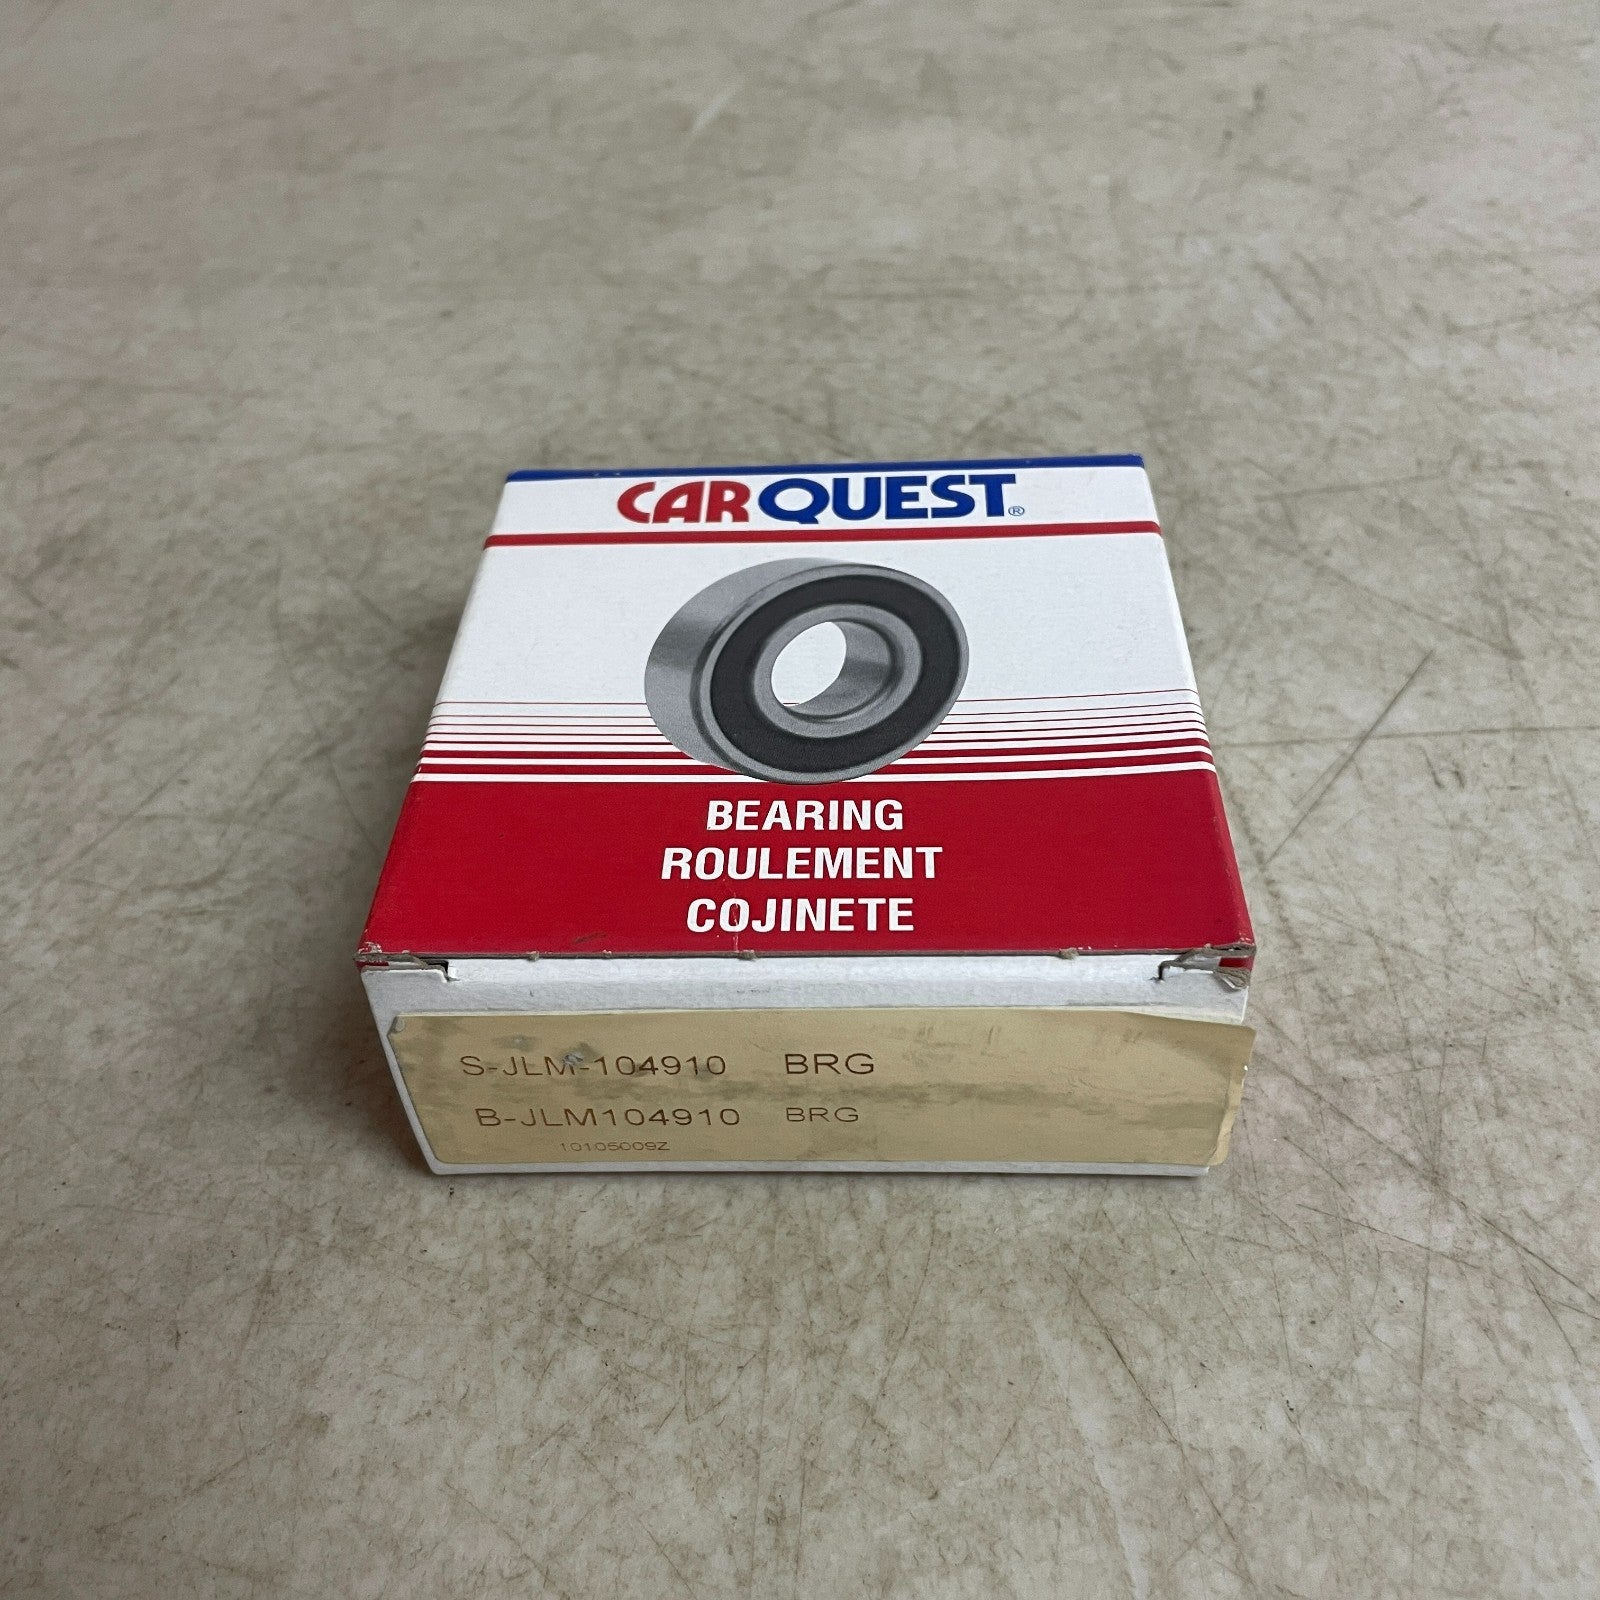 CARQUEST®
BEARING
ROULEMENT
COJINETE
S-JLM-104910 BRG
B-JLM104910 BRG
10105009Z